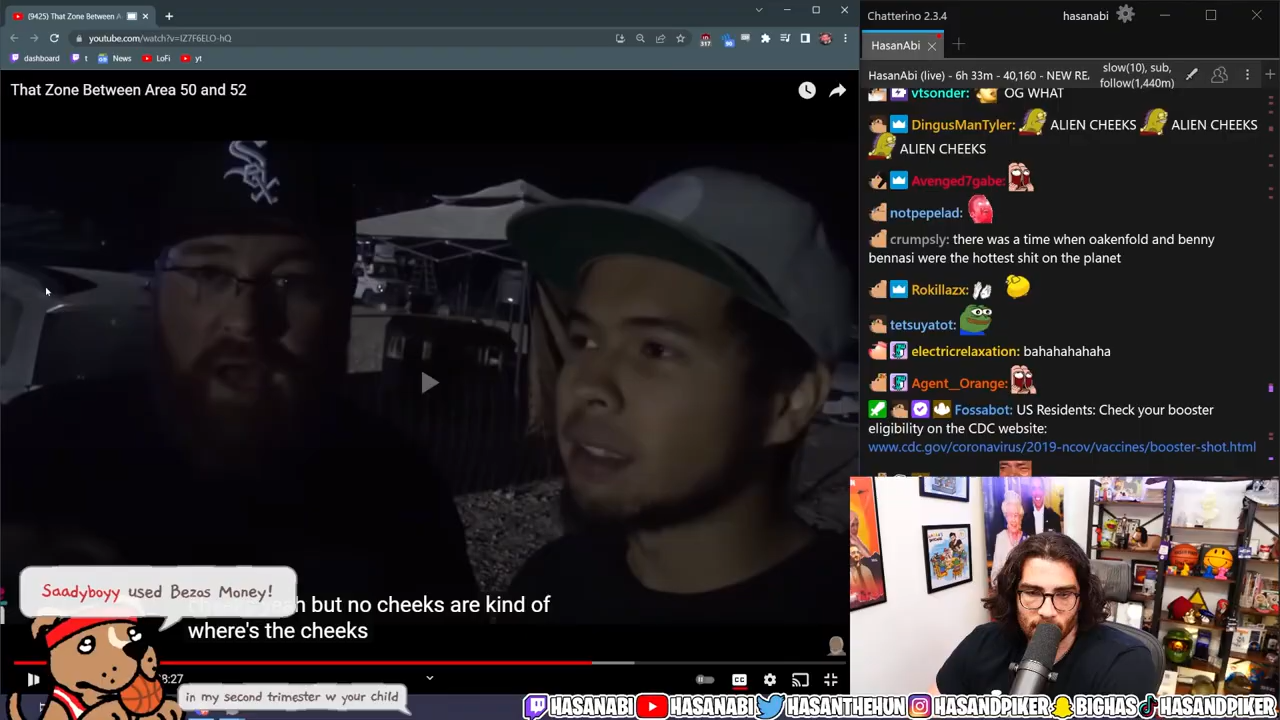 (9425) That Zone Between A
youtube.com/watch?v=IZ7F6ELO-hQ
317
dashboard
t
News
LoFi
yt
That Zone Between Area 50 and 52
SOX
yeah but no cheeks are kind of
where's the cheeks
Saadyboyy used Bezos Money!
8:27
CC
in my second trimester w your child
Chatterino 2.3.4
hasanabi
HasanAbi
HasanAbi (live) - 6h 33m - 40,160 - NEW RE
slow(10), sub,
follow(1,440m)
vtsonder: OG WHAT
DingusManTyler: ALIEN CHEEKS ALIEN CHEEKS
ALIEN CHEEKS
Avenged7gabe:
notpepelad:
crumpsly: there was a time when oakenfold and benny
bennasi were the hottest shit on the planet
Rokillazx:
tetsuyatot:
electricrelaxation: bahahahahaha
Agent__Orange:
Fossabot: US Residents: Check your booster
eligibility on the CDC website:
www.cdc.gov/coronavirus/2019-ncov/vaccines/booster-shot.html
HASANABI HASANABI HASANTHEHUN HASANDPIKER BIGHAS HASANDPIKER